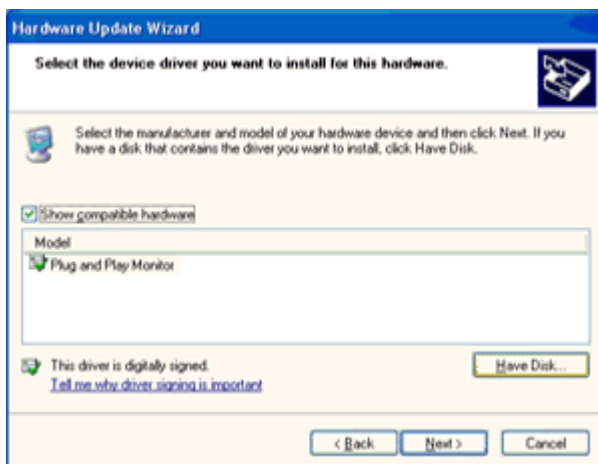 Hardware Update Wizard
Select the device driver you want to install for this hardware.
Select the manufacturer and model of your hardware device and then click Next. If you
have a disk that contains the driver you want to install, click Have Disk.
Show compatible hardware
Model
Plug and Play Monitor
This driver is digitally signed.
Have Disk...
Tell me why driver signing is important
< Back
Next >
Cancel